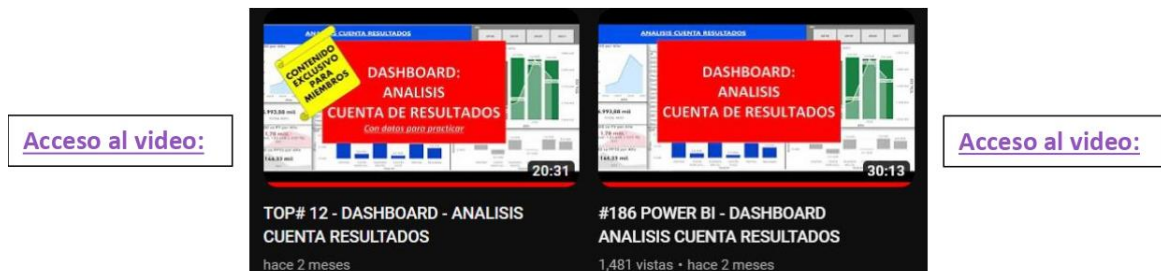 Acceso al video:
ANALISIS CUENTA RESULTADOS
CONTENIDO
EXCLUSIVO
PARA
MIEMBROS
DASHBOARD:
ANALISIS
CUENTA DE RESULTADOS
Con datos para practicar
20:31
TOP# 12 - DASHBOARD - ANALISIS
CUENTA RESULTADOS
hace 2 meses
ANALISIS CUENTA RESULTADOS
DASHBOARD:
ANALISIS
CUENTA DE RESULTADOS
30:13
#186 POWER BI - DASHBOARD
ANALISIS CUENTA RESULTADOS
1,481 vistas • hace 2 meses
Acceso al video: